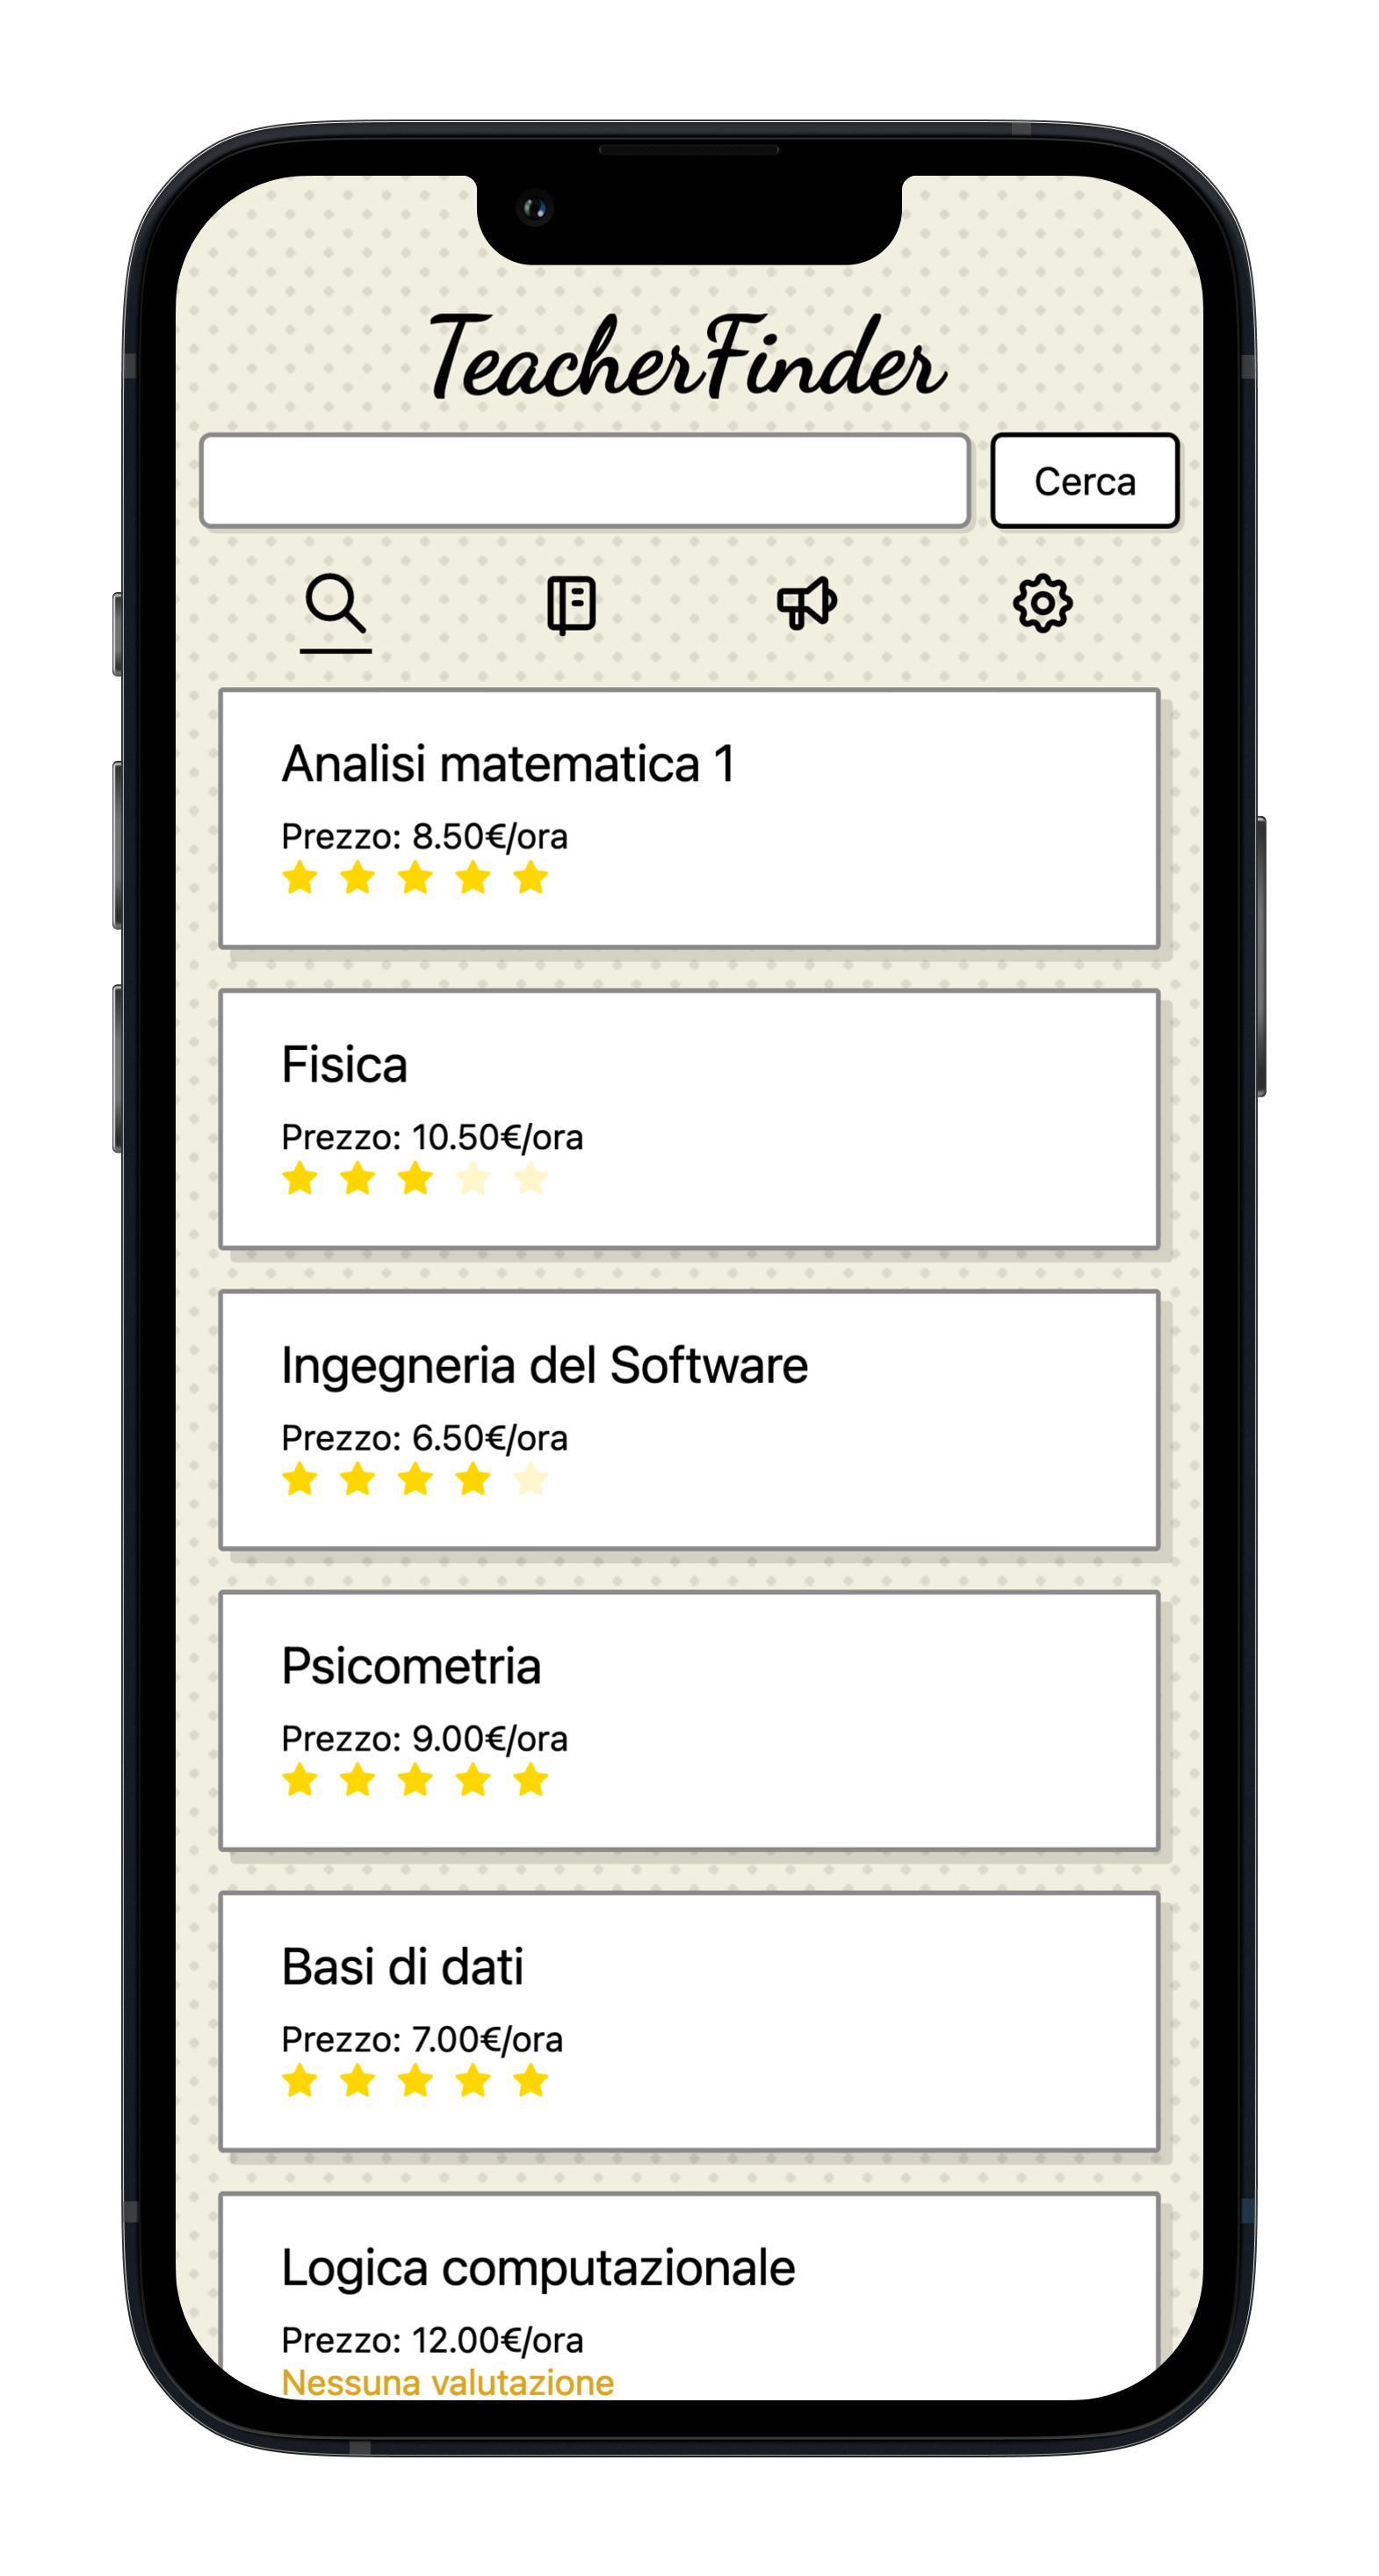 TeacherFinder
Cerca
Analisi matematica 1
Prezzo: 8.50€/ora
Fisica
Prezzo: 10.50€/ora
Ingegneria del Software
Prezzo: 6.50€/ora
Psicometria
Prezzo: 9.00€/ora
Basi di dati
Prezzo: 7.00€/ora
Logica computazionale
Prezzo: 12.00€/ora
Nessuna valutazione